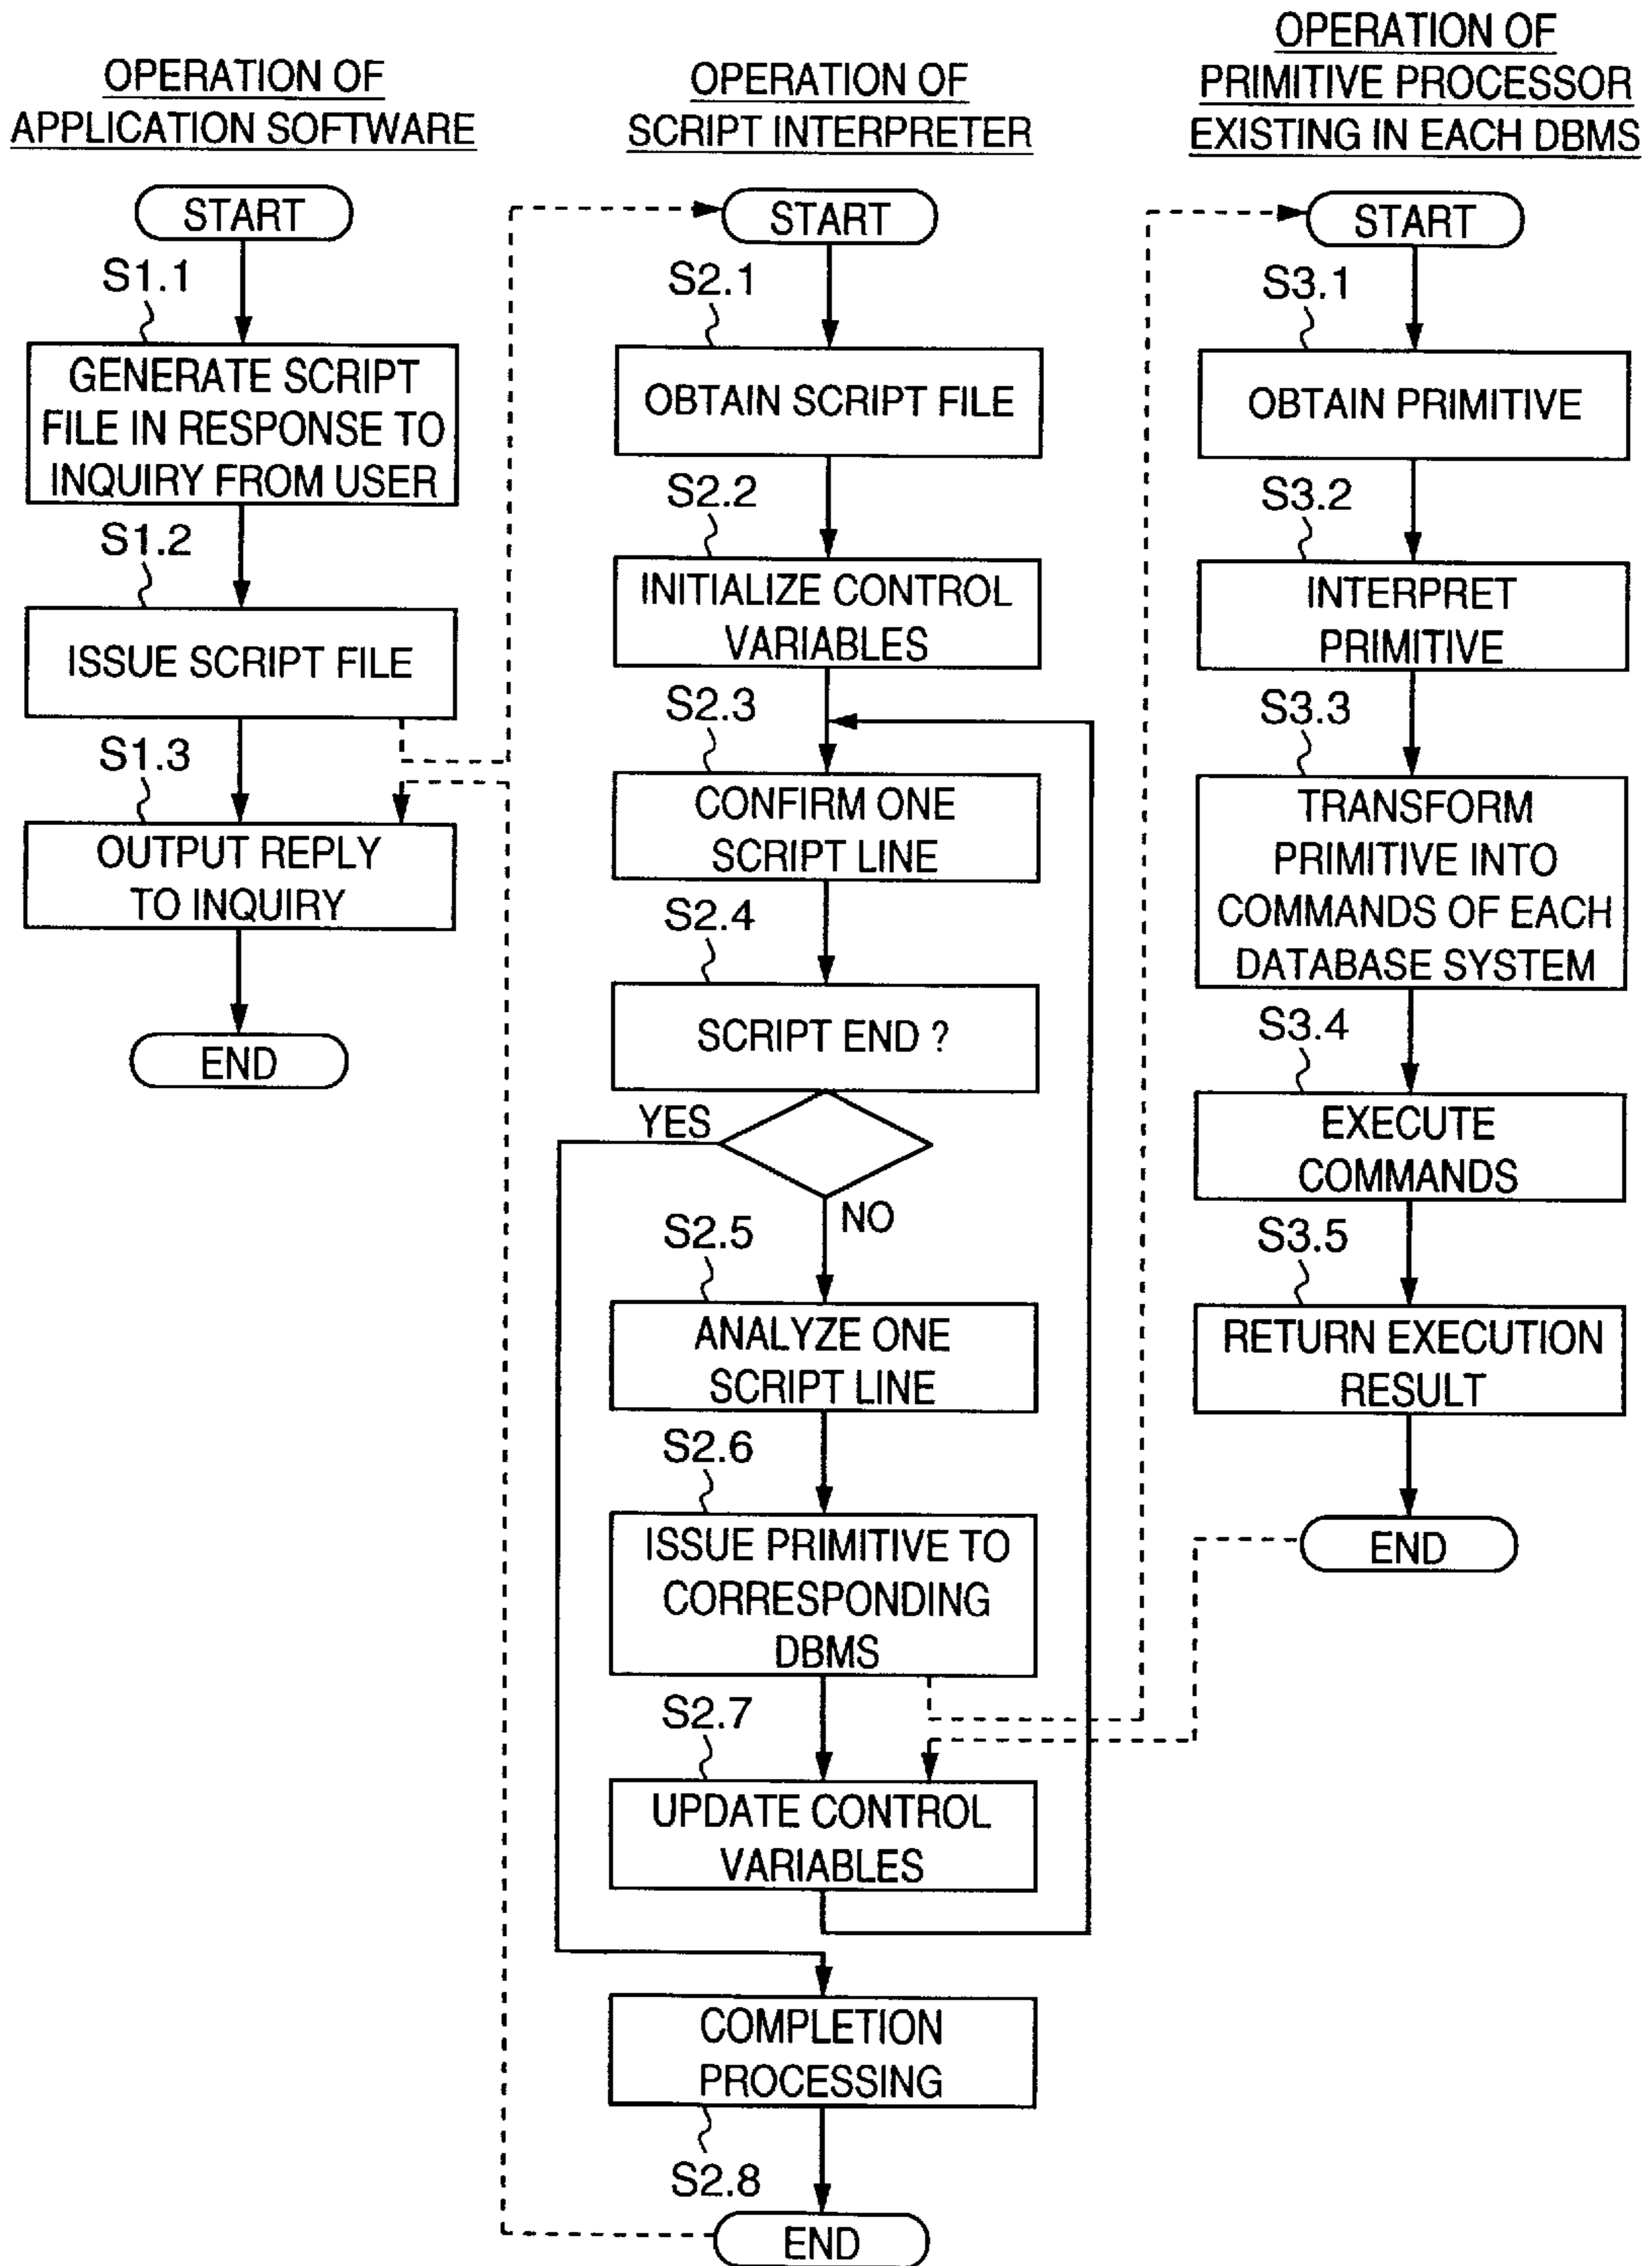 OPERATION OF
APPLICATION SOFTWARE
START
S1.1
GENERATE SCRIPT
FILE IN RESPONSE TO
INQUIRY FROM USER
S1.2
ISSUE SCRIPT FILE
S1.3
OUTPUT REPLY
TO INQUIRY
END
OPERATION OF
SCRIPT INTERPRETER
START
S2.1
OBTAIN SCRIPT FILE
S2.2
INITIALIZE CONTROL
VARIABLES
S2.3
CONFIRM ONE
SCRIPT LINE
S2.4
SCRIPT END ?
YES
NO
S2.5
ANALYZE ONE
SCRIPT LINE
S2.6
ISSUE PRIMITIVE TO
CORRESPONDING
DBMS
S2.7
UPDATE CONTROL
VARIABLES
COMPLETION
PROCESSING
S2.8
END
OPERATION OF
PRIMITIVE PROCESSOR
EXISTING IN EACH DBMS
START
S3.1
OBTAIN PRIMITIVE
S3.2
INTERPRET
PRIMITIVE
S3.3
TRANSFORM
PRIMITIVE INTO
COMMANDS OF EACH
DATABASE SYSTEM
S3.4
EXECUTE
COMMANDS
S3.5
RETURN EXECUTION
RESULT
END